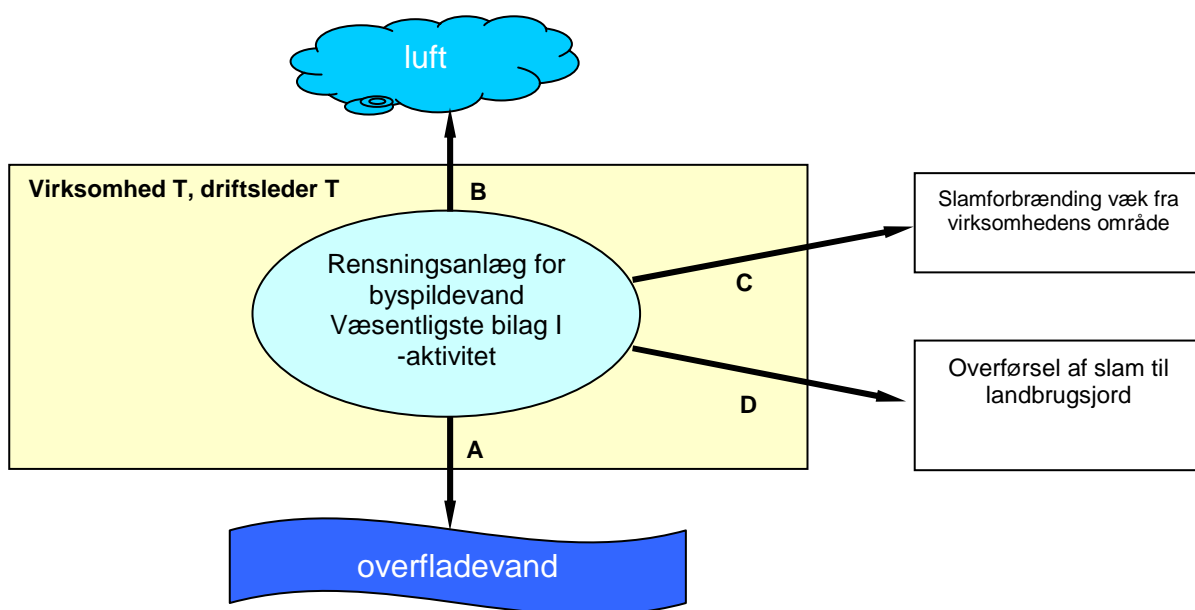 luft
Virksomhed T, driftsleder T
B
Slamforbrænding væk fra
virksomhedens område
Rensningsanlæg for
byspildevand
Væsentligste bilag I
-aktivitet
C
Overførsel af slam til
landbrugsjord
D
A
overfladevand